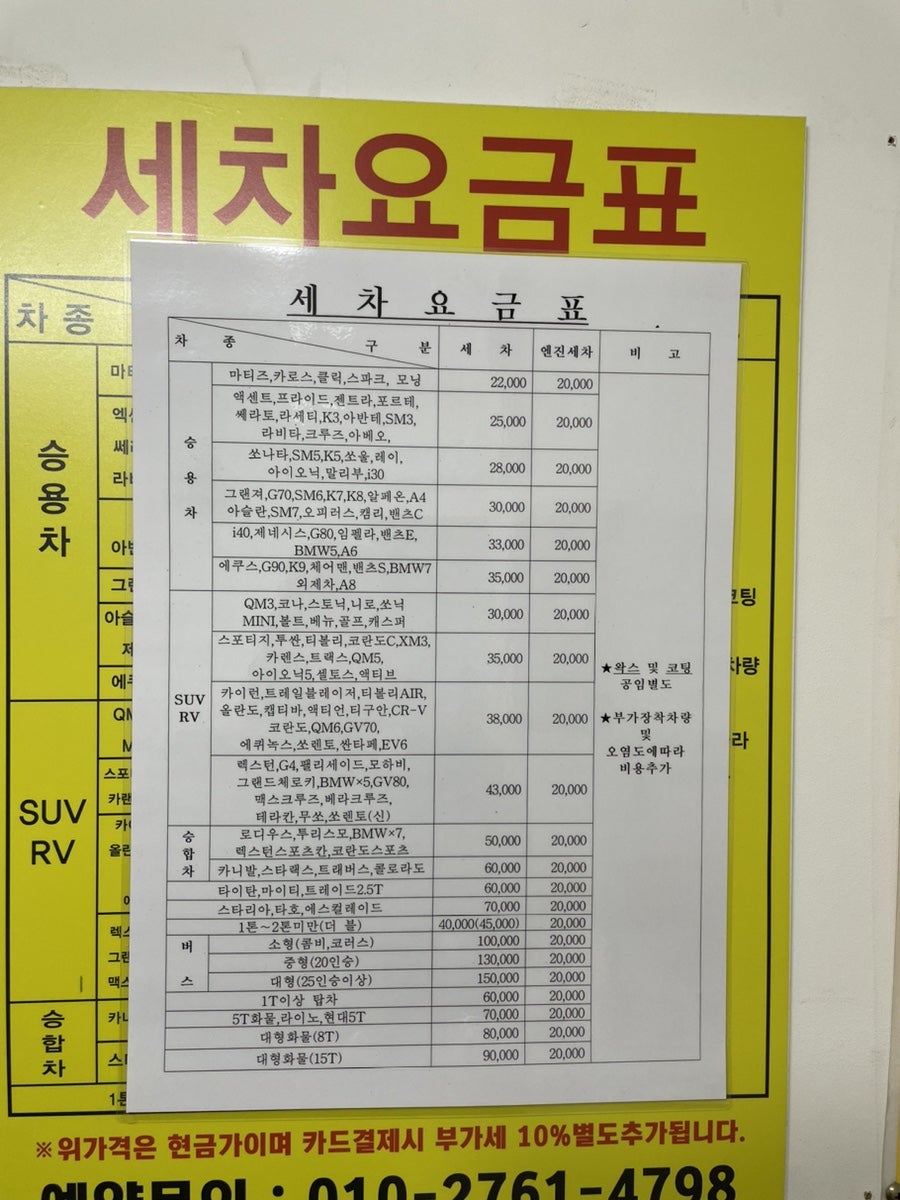 세차요금표
차종
세 차 요 금 표
차 종 구 분 세 차 엔진세차 비 고
승용차
마티즈,카로스,클릭,스파크, 모닝 22,000 20,000
액센트,프라이드,젠트라,포르테,
쎄라토,라세티,K3,아반테,SM3, 25,000 20,000
라비타,크루즈,아베오,
쏘나타,SM5,K5,쏘울,레이,
아이오닉,말리부,i30 28,000 20,000
그랜져,G70,SM6,K7,K8,알페온,A4
아슬란,SM7,오피러스,캠리,밴츠C 30,000 20,000
i40,제네시스,G80,임펠라,밴츠E,
BMW5,A6 33,000 20,000
에쿠스,G90,K9,체어맨,밴츠S,BMW7
외제차,A8 35,000 20,000
SUV
RV
QM3,코나,스토닉,니로,쏘닉
MINI,볼트,베뉴,골프,캐스퍼 30,000 20,000
스포티지,투싼,티볼리,코란도C,XM3,
카렌스,트랙스,QM5, 35,000 20,000
아이오닉5,셀토스,액티브
카이런,트레일블레이저,티볼리AIR,
올란도,캡티바,액티언,티구안,CR-V 38,000 20,000
코란도,QM6,GV70,
에퀴녹스,쏘렌토,싼타페,EV6
렉스턴,G4,팰리세이드,모하비,
그랜드체로키,BMW×5,GV80, 43,000 20,000
맥스크루즈,베라크루즈,
테라칸,무쏘,쏘렌토(신)
승합차
로디우스,투리스모,BMW×7,
렉스턴스포츠칸,코란도스포츠 50,000 20,000
카니발,스타랙스,트래버스,콜로라도 60,000 20,000
타이탄,마이티,트레이드2.5T 60,000 20,000
스타리아,타호,에스컬레이드 70,000 20,000
1톤~2톤미만(더 블) 40,000(45,000) 20,000
버스
소형(콤비,코러스) 100,000 20,000
중형(20인승) 130,000 20,000
대형(25인승이상) 150,000 20,000
1T이상 탑차 60,000 20,000
5T화물,라이노,현대5T 70,000 20,000
대형화물(8T) 80,000 20,000
대형화물(15T) 90,000 20,000
★왁스 및 코팅
공임별도
★부가장착차량
및
오염도에따라
비용추가
승용차
SUV
RV
승합차
※위가격은 현금가이며 카드결제시 부가세 10%별도추가됩니다.
예약문의 : 010-2761-4798